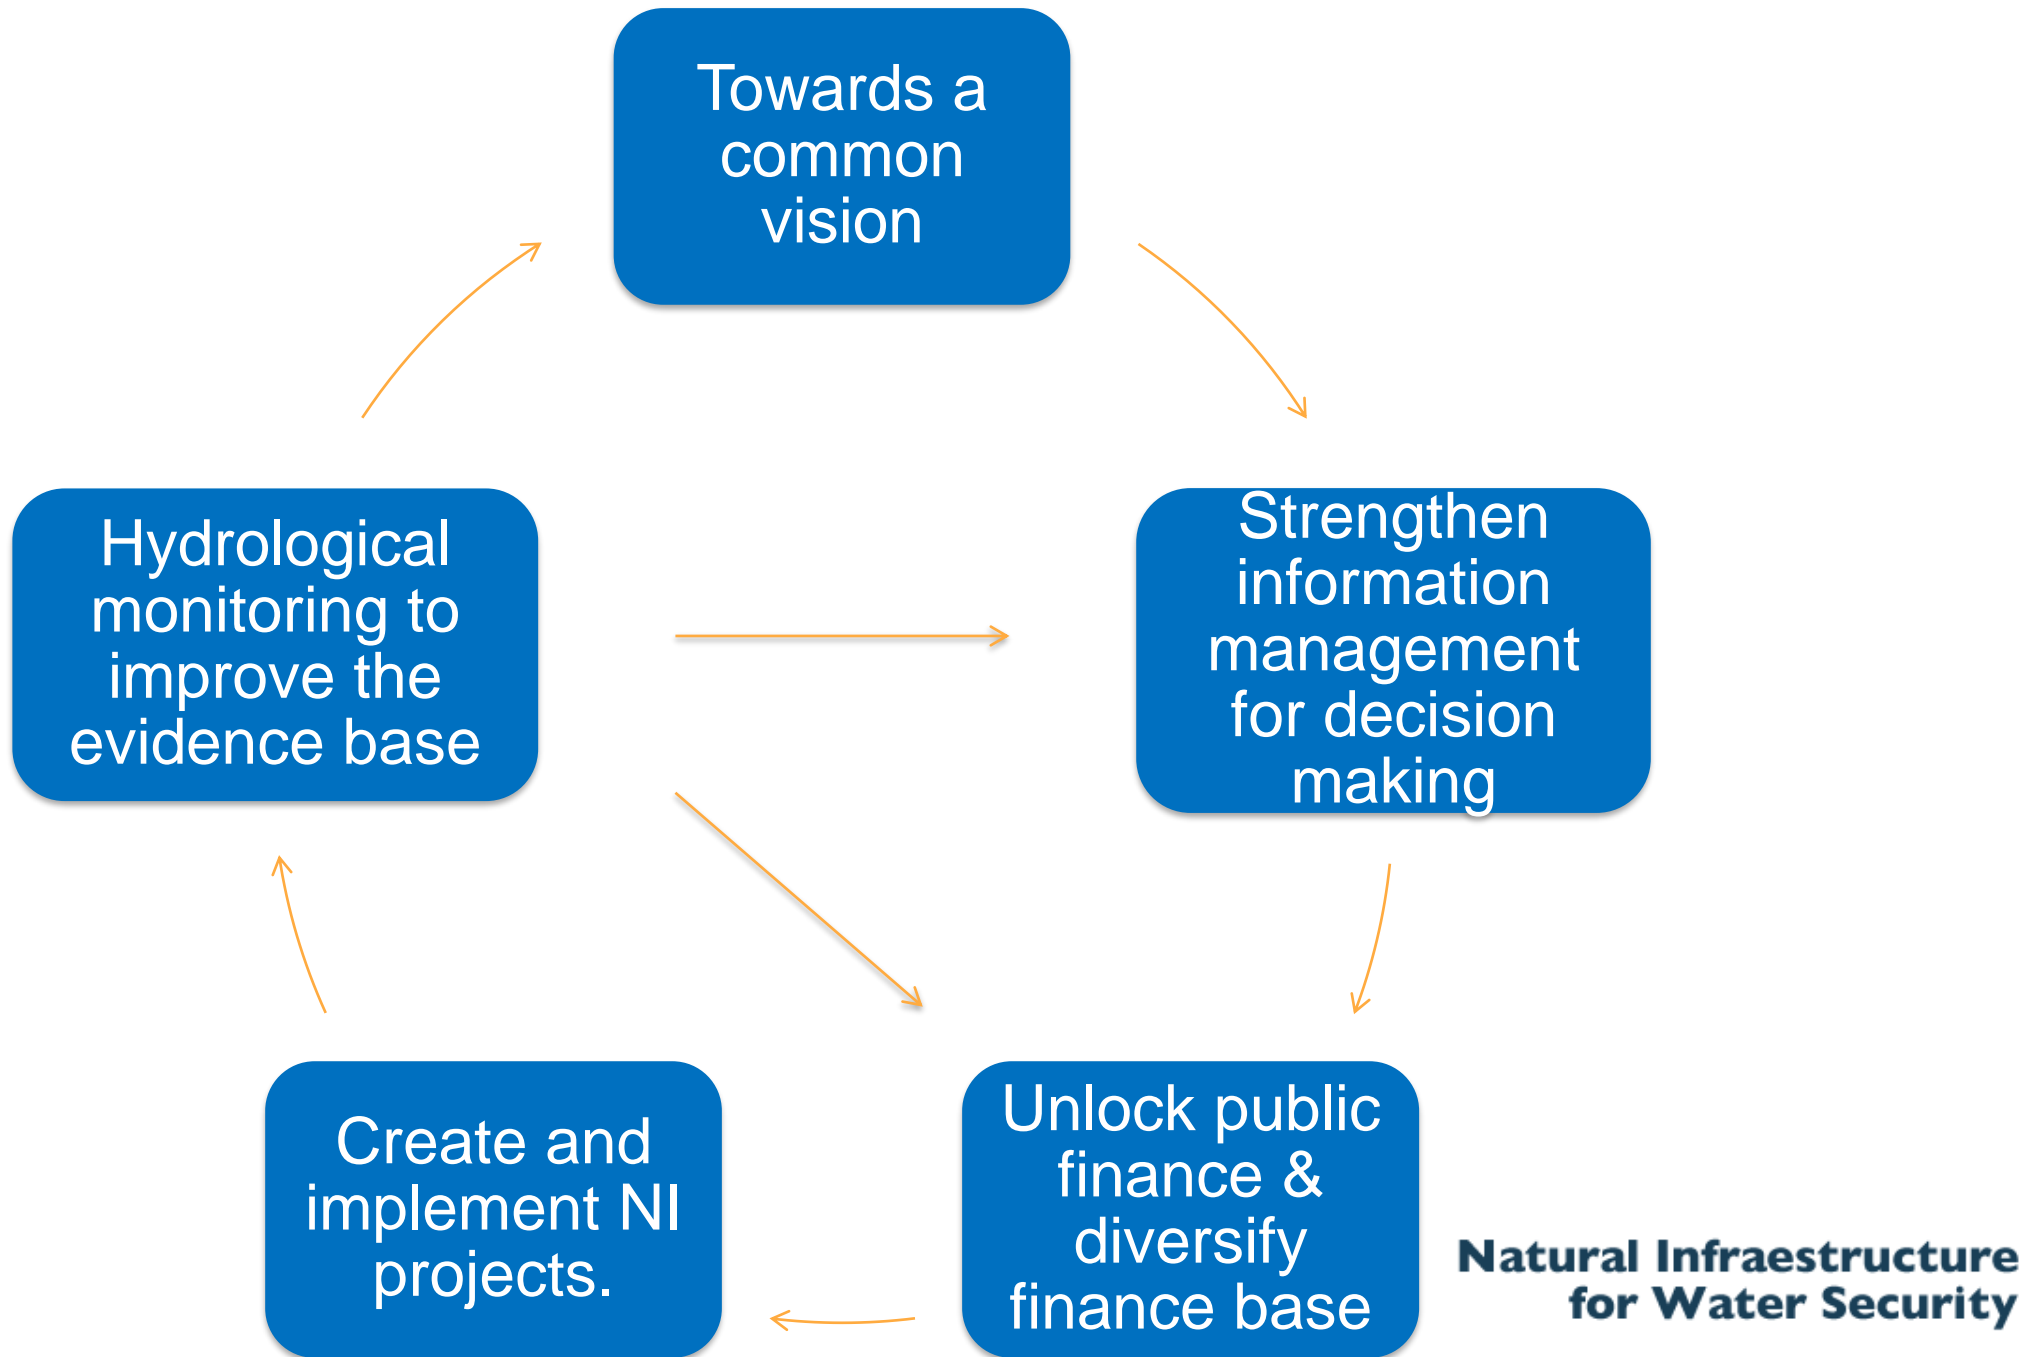 Towards a
common
vision
Strengthen
information
management
for decision
making
Unlock public
finance &
diversify
finance base
Create and
implement NI
projects.
Hydrological
monitoring to
improve the
evidence base
Natural Infraestructure
for Water Security